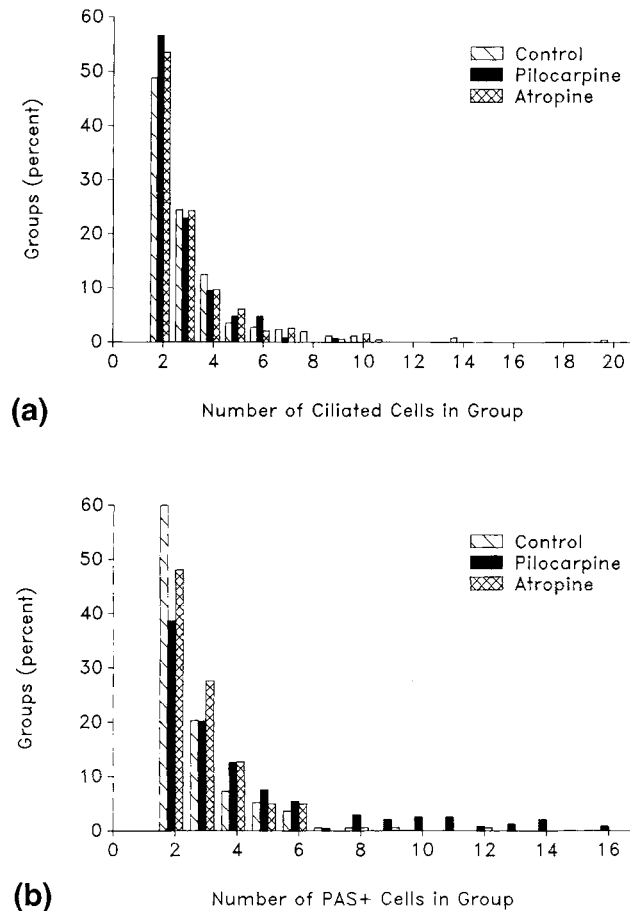 60
50
40
30
20
10
0
Groups (percent)
Control
Pilocarpine
Atropine
0 2 4 6 8 10 12 14 16 18 20
(a)
Number of Ciliated Cells in Group
60
50
40
30
20
10
0
Groups (percent)
Control
Pilocarpine
Atropine
0 2 4 6 8 10 12 14 16
(b)
Number of PAS+ Cells in Group